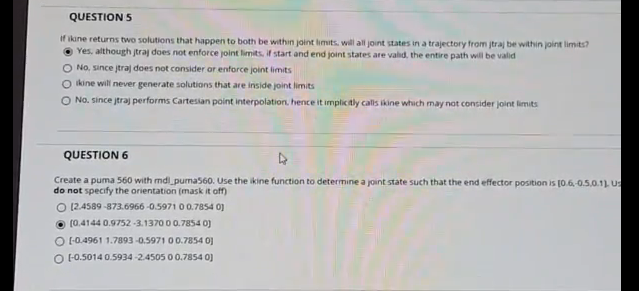 QUESTION 5
If ikine returns two solutions that happen to both be within joint limits, will all joint states in a trajectory from jtraj be within joint limits?
Yes, although jtraj does not enforce joint limits, if start and end joint states are valid, the entire path will be valid
No, since jtraj does not consider or enforce joint limits
ikine will never generate solutions that are inside joint limits
No, since jtraj performs Cartesian point interpolation, hence it implicitly calls ikine which may not consider joint limits
QUESTION 6
Create a puma 560 with mdl_puma560. Use the ikine function to determine a joint state such that the end effector position is [0.6,-0.5,0.1]. Us
do not specify the orientation (mask it off)
[2.4589 -873.6966 -0.5971 0 0.7854 0]
[0.4144 0.9752 -3.1370 0 0.7854 0]
[-0.4961 1.7893 -0.5971 0 0.7854 0]
[-0.5014 0.5934 -2.4505 0 0.7854 0]